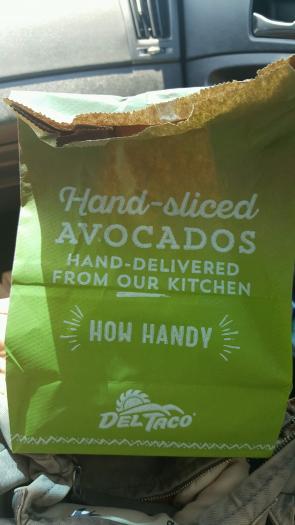 Hand-sliced
AVOCADOS
HAND-DELIVERED
FROM OUR KITCHEN
HOW HANDY
DEL TACO